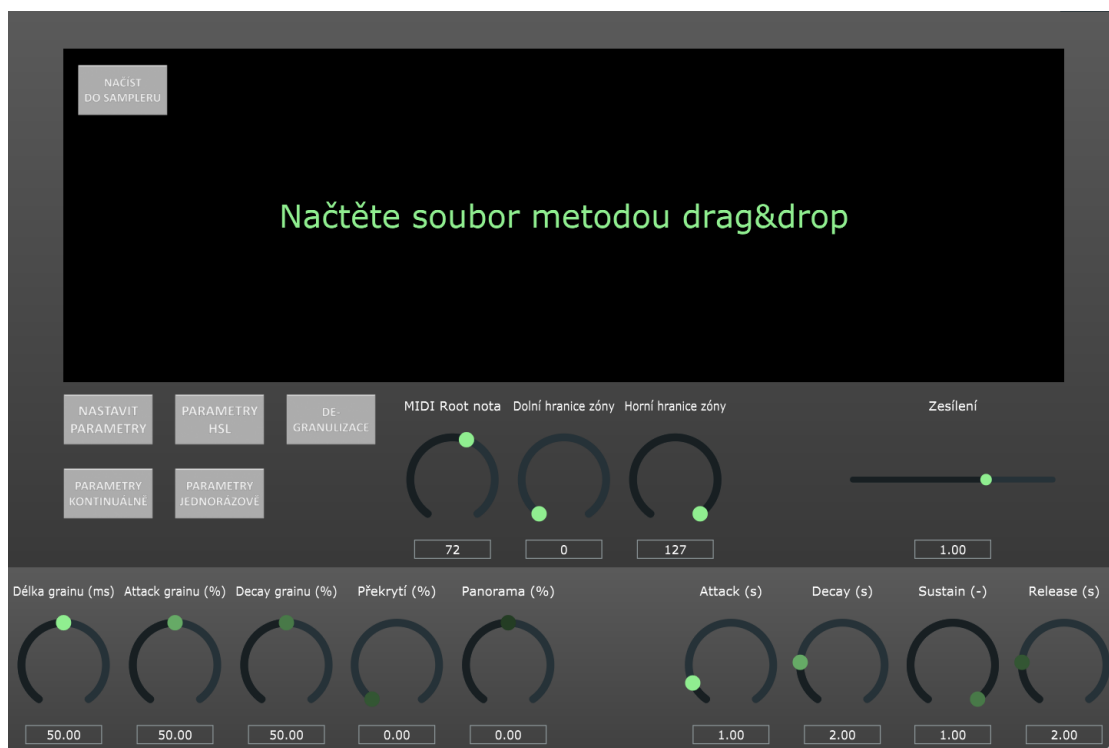 NAČÍST
DO SAMPLERU
Načtěte soubor metodou drag&drop
NASTAVIT
PARAMETRY
PARAMETRY
HSL
DE-
GRANULIZACE
PARAMETRY
KONTINUÁLNĚ
PARAMETRY
JEDNORÁZOVĚ
MIDI Root nota
Dolní hranice zóny
Horní hranice zóny
Zesílení
72
0
127
1.00
Délka grainu (ms)
Attack grainu (%)
Decay grainu (%)
Překrytí (%)
Panorama (%)
Attack (s)
Decay (s)
Sustain (-)
Release (s)
50.00
50.00
50.00
0.00
0.00
1.00
2.00
1.00
2.00